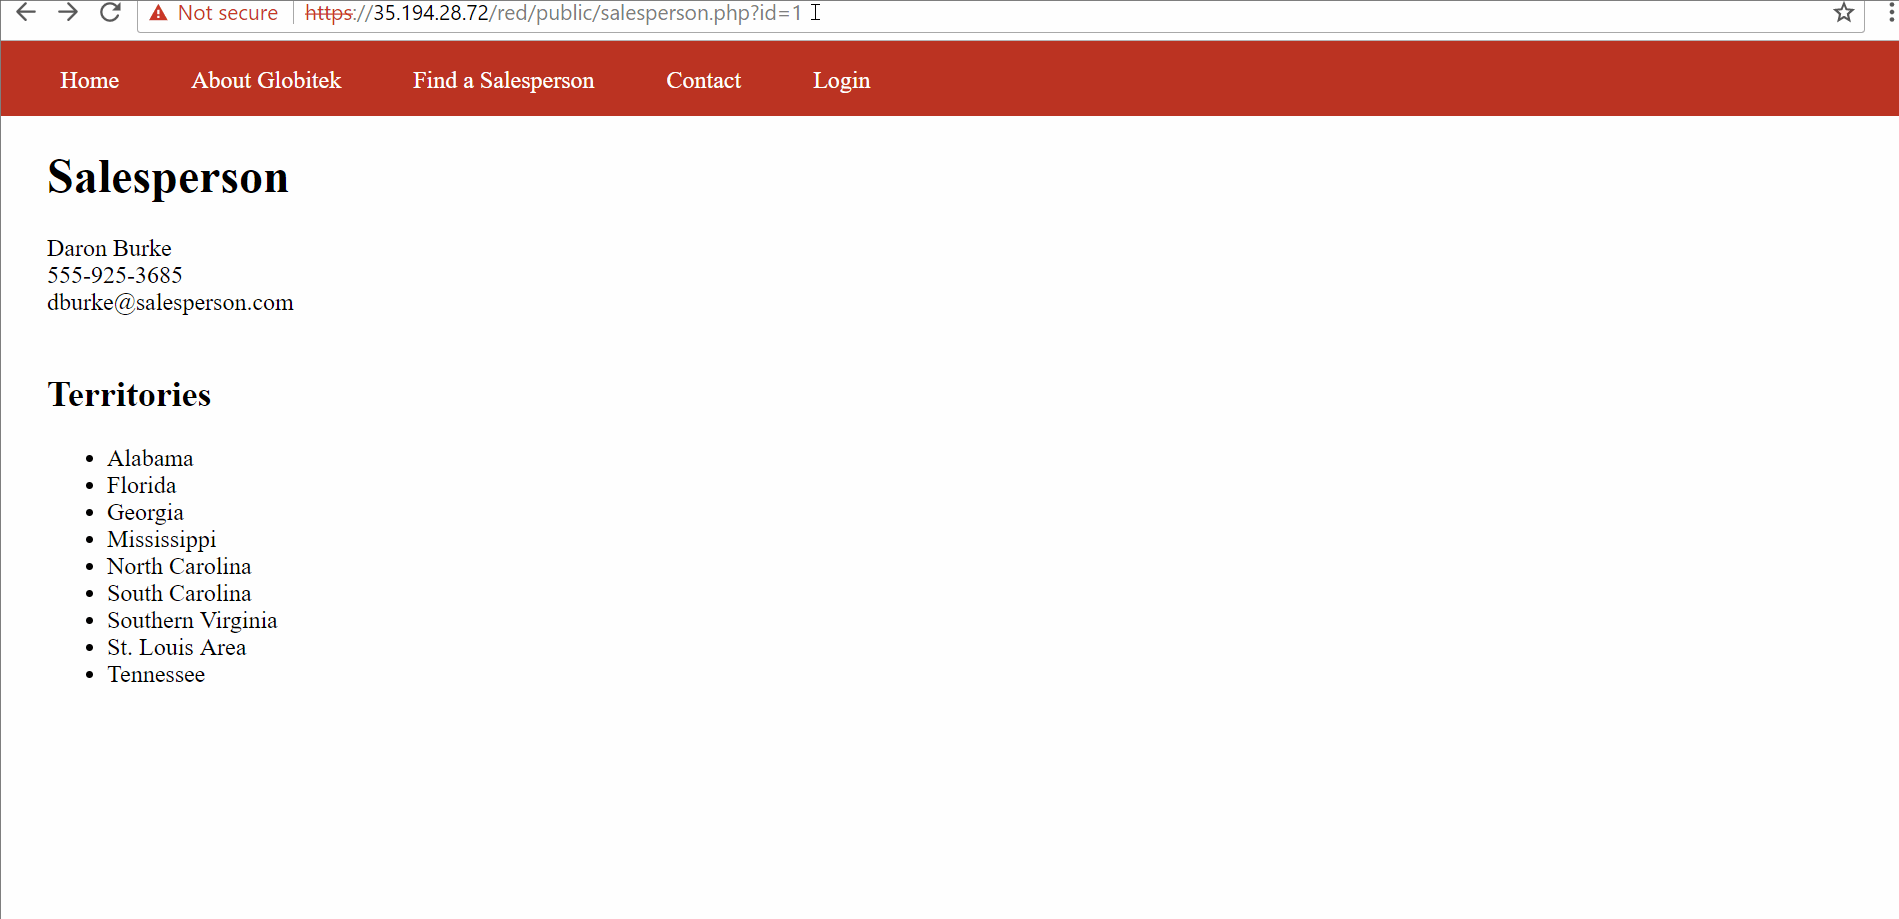 Not secure https://35.194.28.72/red/public/salesperson.php?id=1
Home About Globitek Find a Salesperson Contact Login
Salesperson
Daron Burke
555-925-3685
dburke@salesperson.com
Territories
Alabama
Florida
Georgia
Mississippi
North Carolina
South Carolina
Southern Virginia
St. Louis Area
Tennessee